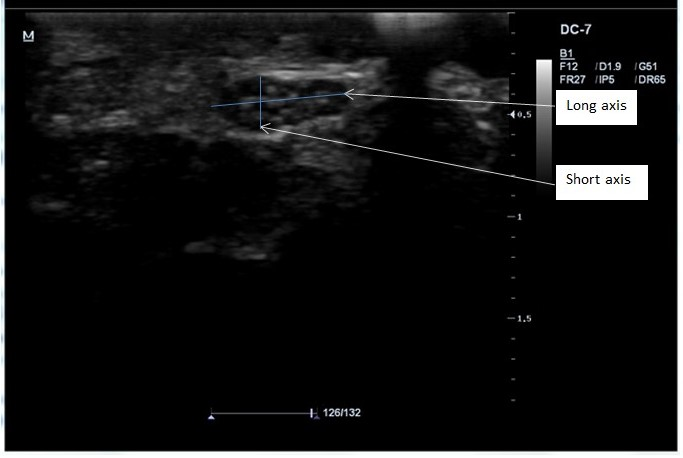 M
DC-7
B1
F12 /D1.9 /G51
FR27 /IP5 /DR65
Long axis
0.5
Short axis
1
1.5
126/132